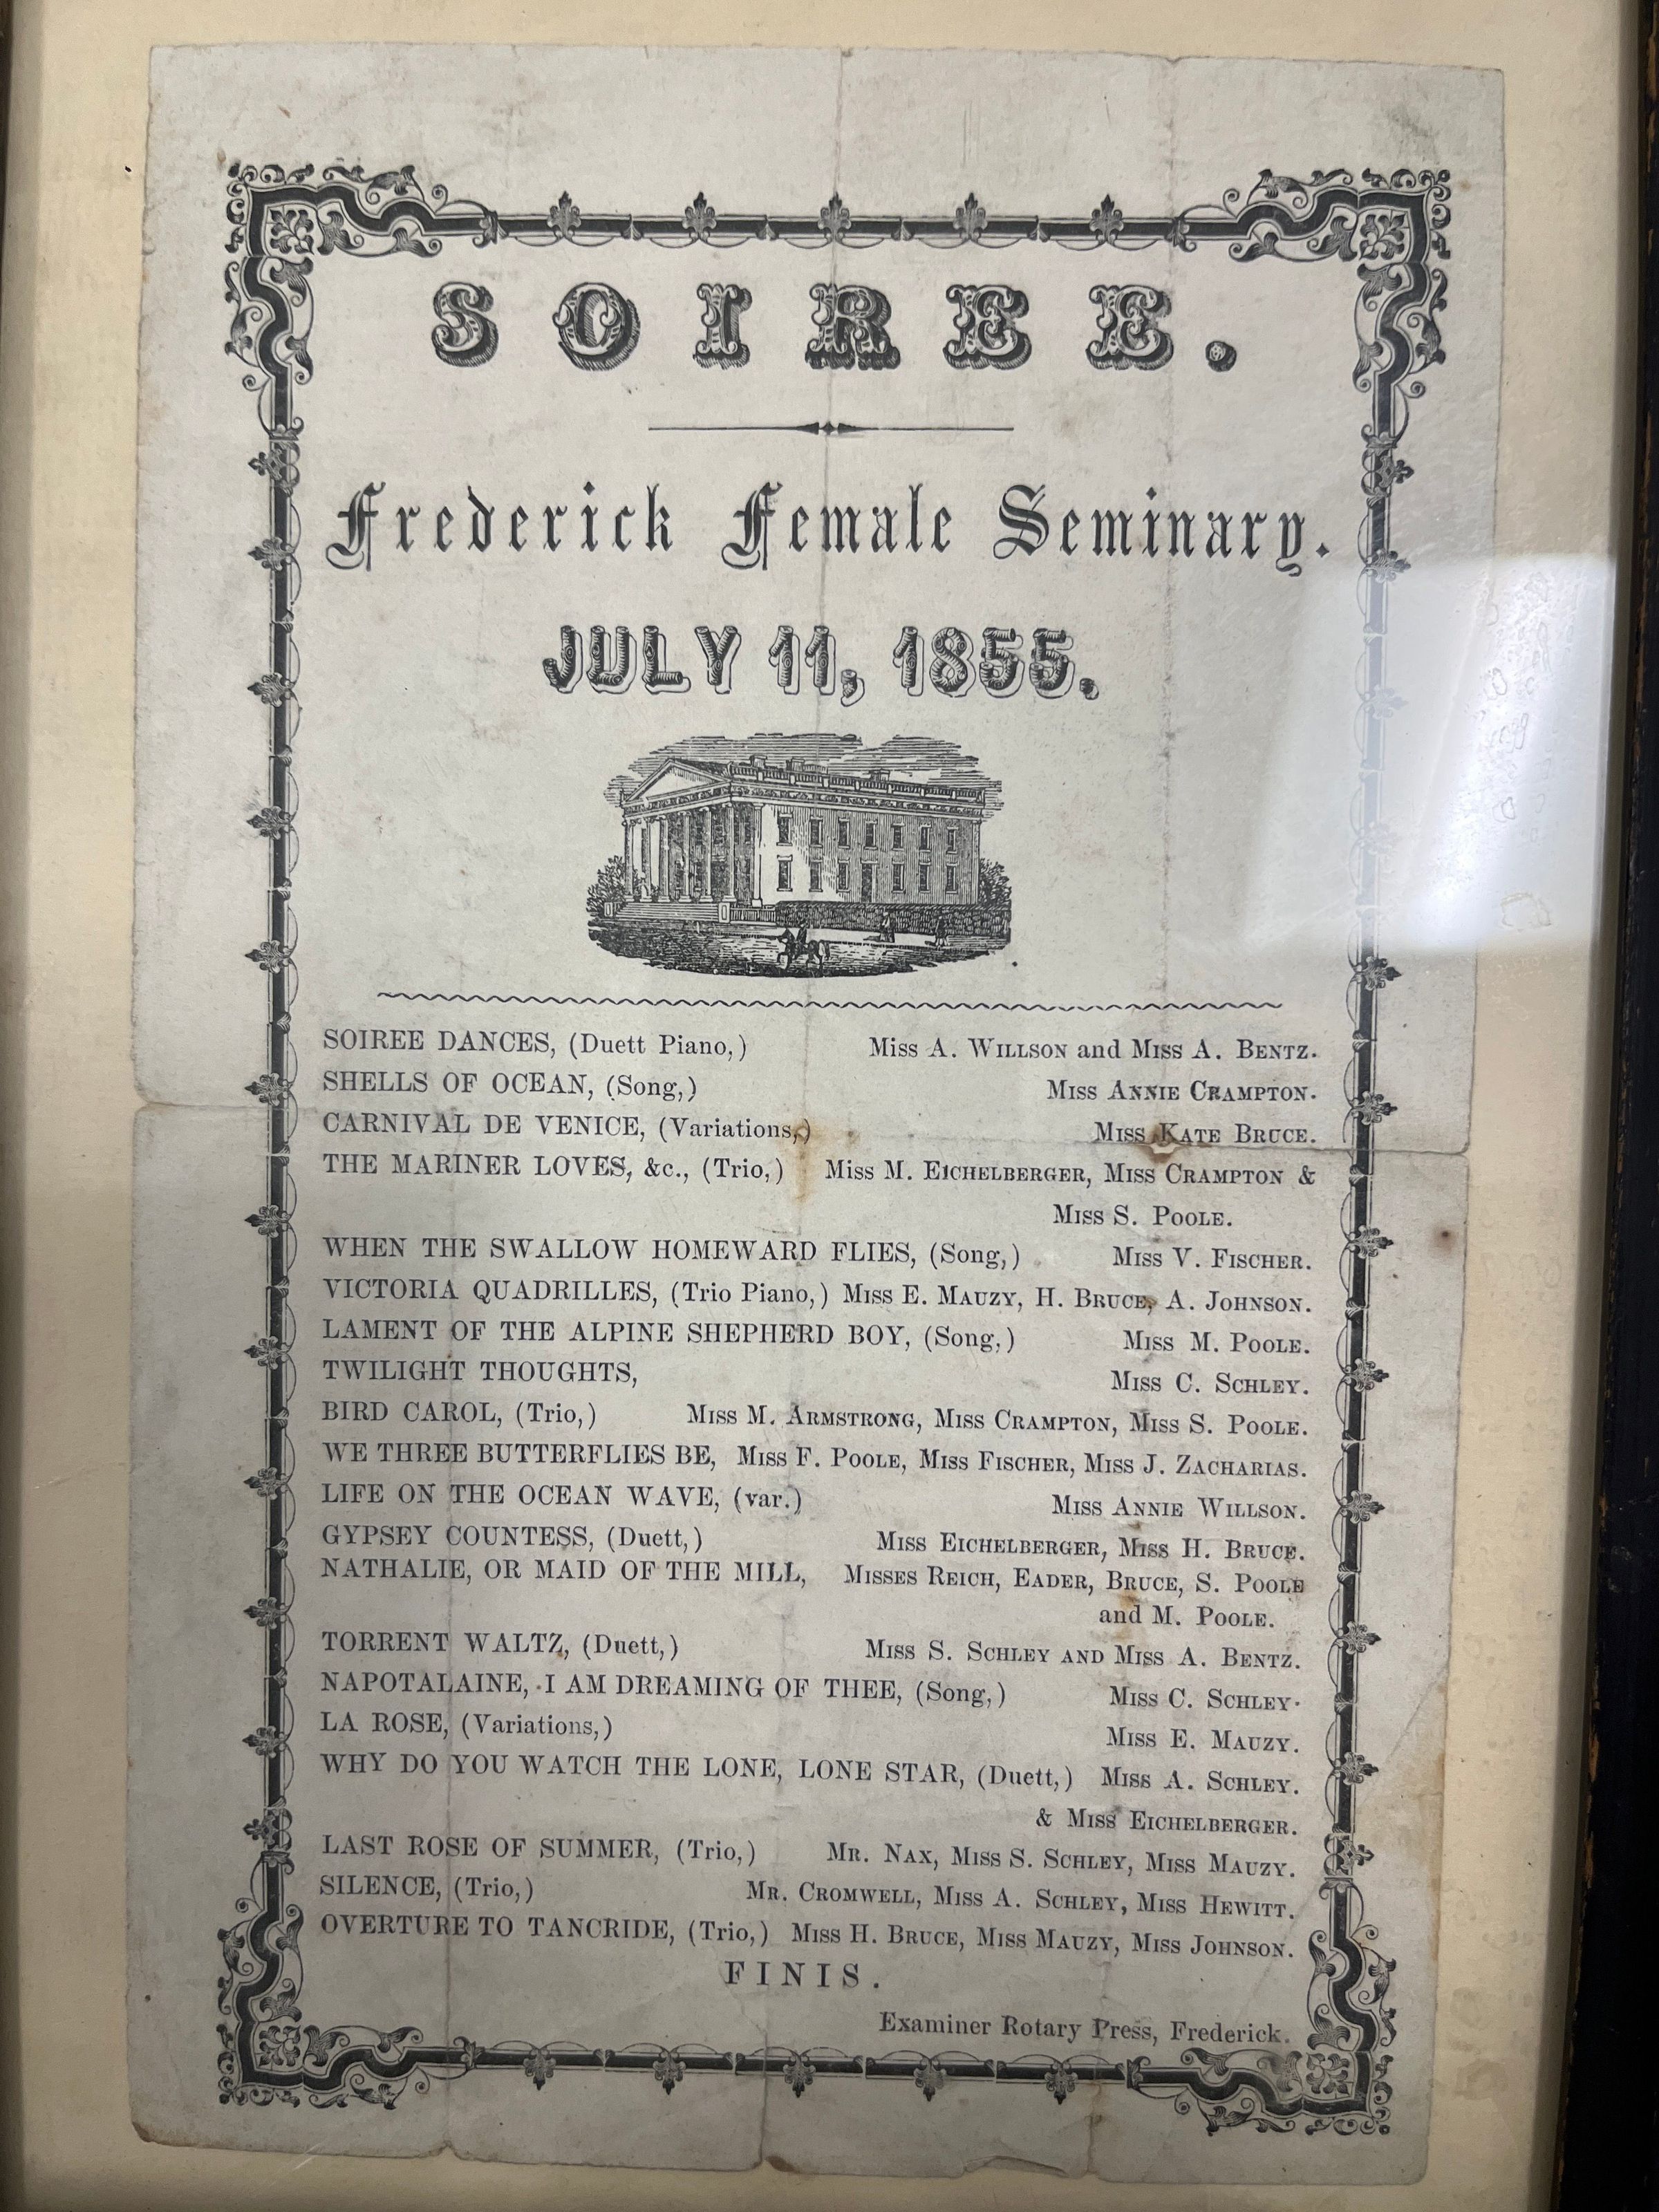 SOIREE.
Frederick Female Seminary.
JULY 11, 1855.
SOIREE DANCES, (Duett Piano,) Miss A. Willson and Miss A. Bentz.
SHELLS OF OCEAN, (Song,) Miss Annie Crampton.
CARNIVAL DE VENICE, (Variations,) Miss Kate Bruce.
THE MARINER LOVES, &c., (Trio,) Miss M. Eichelberger, Miss Crampton &
Miss S. Poole.
WHEN THE SWALLOW HOMEWARD FLIES, (Song,) Miss V. Fischer.
VICTORIA QUADRILLES, (Trio Piano,) Miss E. Mauzy, H. Bruce, A. Johnson.
LAMENT OF THE ALPINE SHEPHERD BOY, (Song,) Miss M. Poole.
TWILIGHT THOUGHTS, Miss C. Schley.
BIRD CAROL, (Trio,) Miss M. Armstrong, Miss Crampton, Miss S. Poole.
WE THREE BUTTERFLIES BE, Miss F. Poole, Miss Fischer, Miss J. Zacharias.
LIFE ON THE OCEAN WAVE, (var.) Miss Annie Willson.
GYPSEY COUNTESS, (Duett,) Miss Eichelberger, Miss H. Bruce.
NATHALIE, OR MAID OF THE MILL, Misses Reich, Eader, Bruce, S. Poole
and M. Poole.
TORRENT WALTZ, (Duett,) Miss S. Schley and Miss A. Bentz.
NAPOTALAINE, I AM DREAMING OF THEE, (Song,) Miss C. Schley.
LA ROSE, (Variations,) Miss E. Mauzy.
WHY DO YOU WATCH THE LONE, LONE STAR, (Duett,) Miss A. Schley.
& Miss Eichelberger.
LAST ROSE OF SUMMER, (Trio,) Mr. Nax, Miss S. Schley, Miss Mauzy.
SILENCE, (Trio,) Mr. Cromwell, Miss A. Schley, Miss Hewitt.
OVERTURE TO TANCRIDE, (Trio,) Miss H. Bruce, Miss Mauzy, Miss Johnson.
FINIS.
Examiner Rotary Press, Frederick.